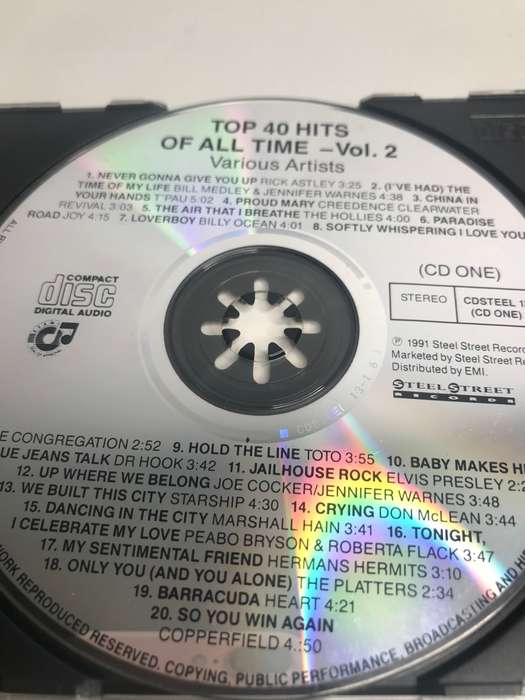 TOP 40 HITS
OF ALL TIME – Vol. 2
Various Artists
1. NEVER GONNA GIVE YOU UP RICK ASTLEY 3:25 2. (I'VE HAD) THE
TIME OF MY LIFE BILL MEDLEY & JENNIFER WARNES 4:38 3. CHINA IN
YOUR HANDS T'PAU 5:02 4. PROUD MARY CREEDENCE CLEARWATER
REVIVAL 3:03 5. THE AIR THAT I BREATHE THE HOLLIES 4:00 6. PARADISE
ROAD JOY 4:15 7. LOVERBOY BILLY OCEAN 4:01 8. SOFTLY WHISPERING I LOVE YOU
COMPACT
disc
DIGITAL AUDIO
(CD ONE)
STEREO
CDSTEEL 1
(CD ONE)
℗ 1991 Steel Street Record
Marketed by Steel Street Re
Distributed by EMI.
STEEL STREET
RECORDS
E CONGREGATION 2:52 9. HOLD THE LINE TOTO 3:55 10. BABY MAKES HE
UE JEANS TALK DR HOOK 3:42 11. JAILHOUSE ROCK ELVIS PRESLEY 2:2
12. UP WHERE WE BELONG JOE COCKER/JENNIFER WARNES 3:48
13. WE BUILT THIS CITY STARSHIP 4:30 14. CRYING DON McLEAN 3:44
15. DANCING IN THE CITY MARSHALL HAIN 3:41 16. TONIGHT,
I CELEBRATE MY LOVE PEABO BRYSON & ROBERTA FLACK 3:47
17. MY SENTIMENTAL FRIEND HERMANS HERMITS 3:10
18. ONLY YOU (AND YOU ALONE) THE PLATTERS 2:34
19. BARRACUDA HEART 4:21
20. SO YOU WIN AGAIN
COPPERFIELD 4.:50
ALL
WORK REPRODUCED RESERVED. COPYING, PUBLIC PERFORMANCE, BROADCASTING AND